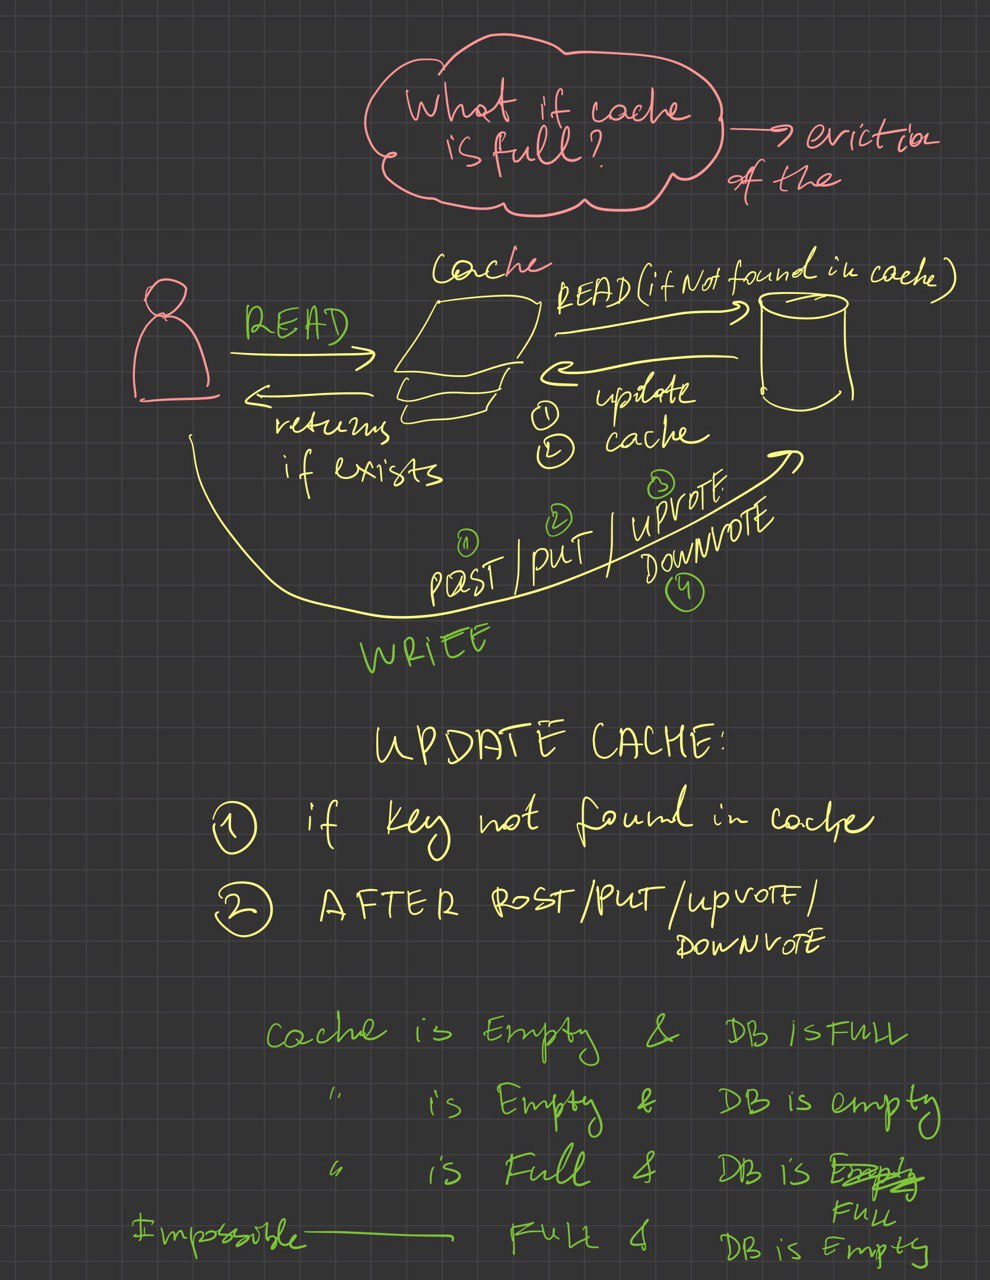 What if cache
is full?
→ eviction
of the
Cache
READ (if Not found in cache)
READ
returns
if exists
update
cache
①
②
① ② ③
POST / PUT / UPVOTE
DOWNVOTE
④
WRITE
UPDATE CACHE:
① if key not found in cache
② AFTER POST/PUT/UPVOTE/
DOWNVOTE
Cache is Empty & DB is FULL
" is Empty & DB is empty
" is Full & DB is Empty
FULL
Impossible FULL & DB is Empty